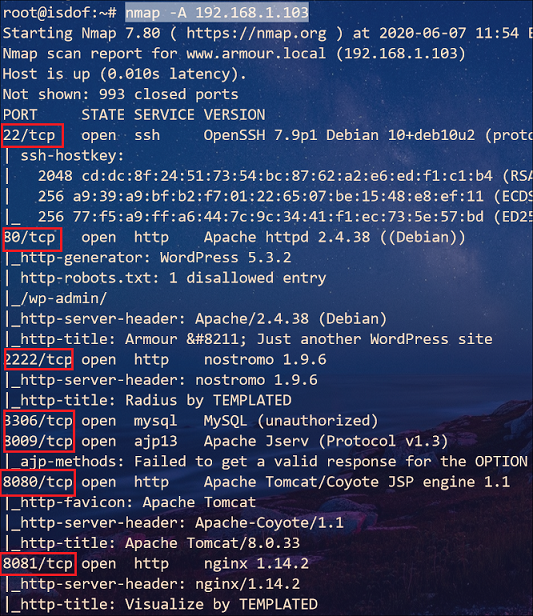 root@isdof:~# nmap -A 192.168.1.103
Starting Nmap 7.80 ( https://nmap.org ) at 2020-06-07 11:54 E
Nmap scan report for www.armour.local (192.168.1.103)
Host is up (0.010s latency).
Not shown: 993 closed ports
PORT     STATE SERVICE VERSION
22/tcp   open  ssh     OpenSSH 7.9p1 Debian 10+deb10u2 (proto
| ssh-hostkey:
|   2048 cd:dc:8f:24:51:73:54:bc:87:62:a2:e6:ed:f1:c1:b4 (RSA
|   256 a9:39:a9:bf:b2:f7:01:22:65:07:be:15:48:e8:ef:11 (ECDS
|_  256 77:f5:a9:ff:a6:44:7c:9c:34:41:f1:ec:73:5e:57:bd (ED25
80/tcp   open  http    Apache httpd 2.4.38 ((Debian))
|_http-generator: WordPress 5.3.2
| http-robots.txt: 1 disallowed entry
|_/wp-admin/
|_http-server-header: Apache/2.4.38 (Debian)
|_http-title: Armour &#8211; Just another WordPress site
2222/tcp open  http    nostromo 1.9.6
|_http-server-header: nostromo 1.9.6
|_http-title: Radius by TEMPLATED
3306/tcp open  mysql   MySQL (unauthorized)
8009/tcp open  ajp13   Apache Jserv (Protocol v1.3)
|_ajp-methods: Failed to get a valid response for the OPTION
8080/tcp open  http    Apache Tomcat/Coyote JSP engine 1.1
|_http-favicon: Apache Tomcat
|_http-server-header: Apache-Coyote/1.1
|_http-title: Apache Tomcat/8.0.33
8081/tcp open  http    nginx 1.14.2
|_http-server-header: nginx/1.14.2
|_http-title: Visualize by TEMPLATED